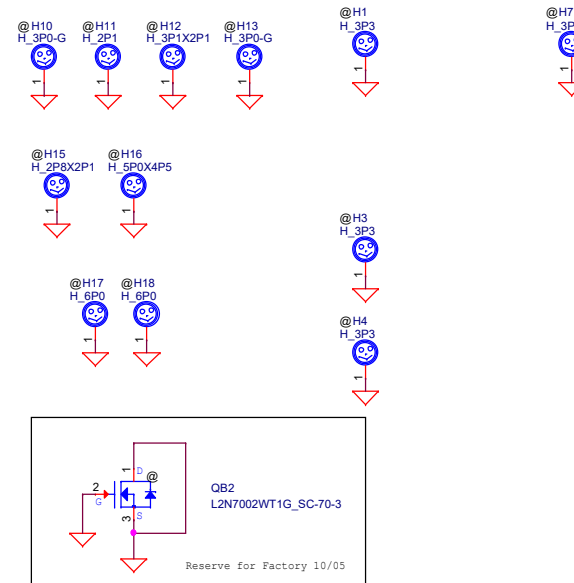 @H10
H_3P0-G
1
@H11
H_2P1
1
@H12
H_3P1X2P1
1
@H13
H_3P0-G
1
@H1
H_3P3
1
@H7
1
@H15
H_2P8X2P1
1
@H16
H_5P0X4P5
1
@H3
H_3P3
1
@H17
H_6P0
1
@H18
H_6P0
1
@H4
H_3P3
1
1
D
@
2
G
3
S
QB2
L2N7002WT1G_SC-70-3
Reserve for Factory 10/05